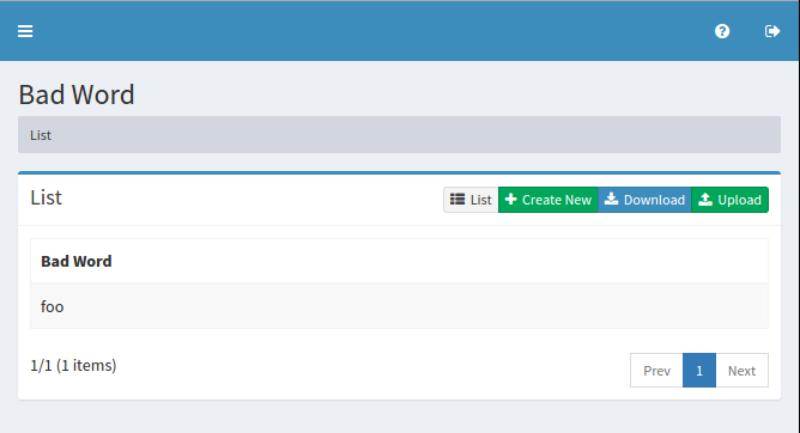 Bad Word
List
List
List Create New Download Upload
Bad Word
foo
1/1 (1 items)
Prev 1 Next